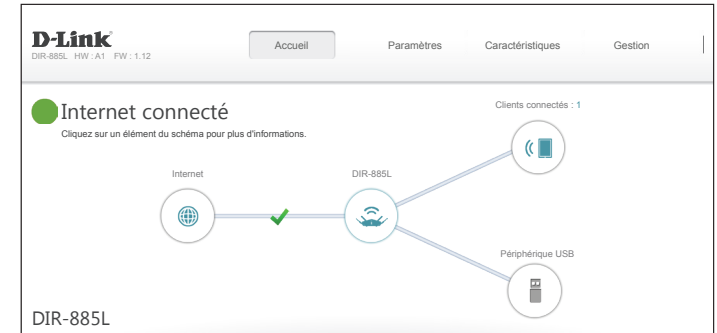 D-Link
DIR-885L HW : A1 FW : 1.12
Accueil
Paramètres
Caractéristiques
Gestion
Internet connecté
Cliquez sur un élément du schéma pour plus d'informations.
Clients connectés : 1
Internet
DIR-885L
Périphérique USB
DIR-885L